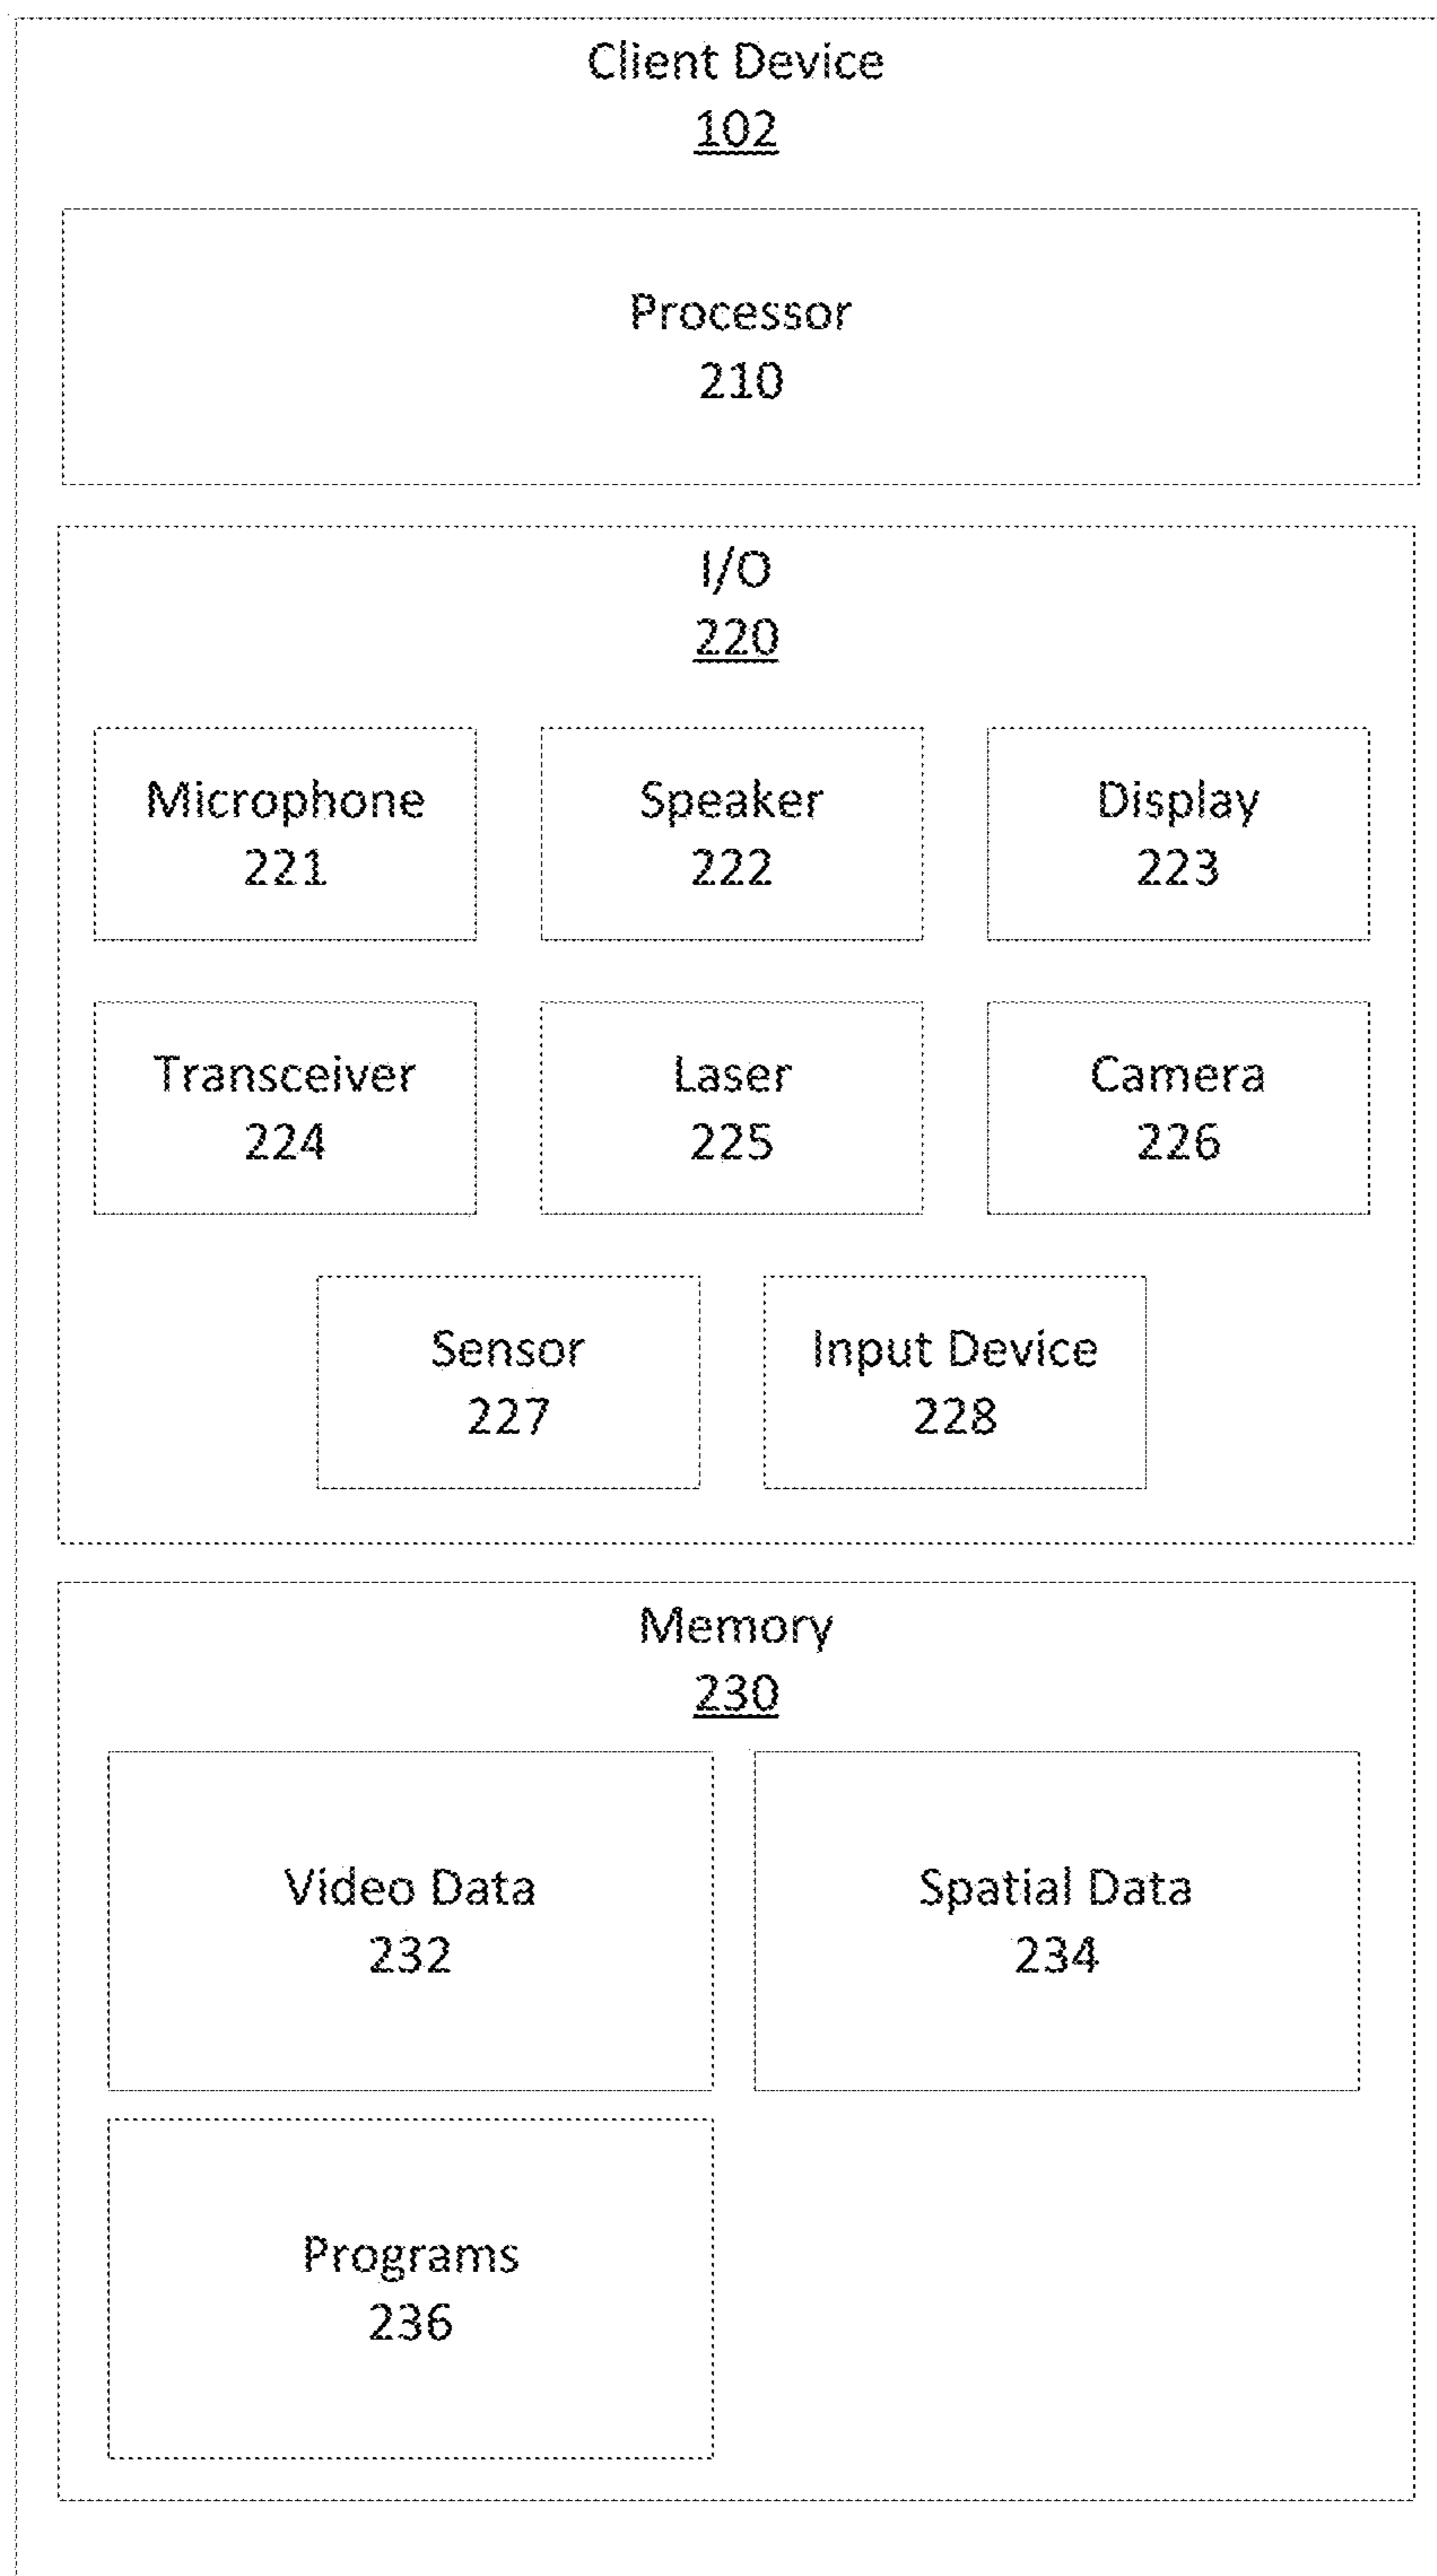 Client Device
102
Processor
210
I/O
220
Microphone
221
Speaker
222
Display
223
Transceiver
224
Laser
225
Camera
226
Sensor
227
Input Device
228
Memory
230
Video Data
232
Spatial Data
234
Programs
236